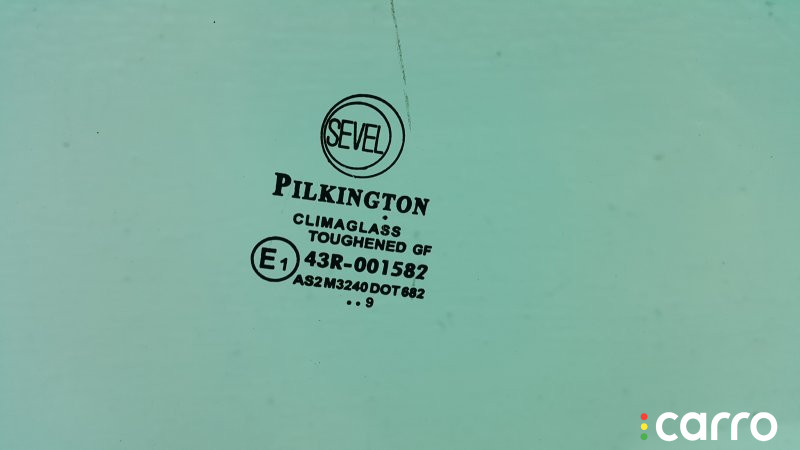 SEVEL
PILKINGTON
CLIMAGLASS
TOUGHENED GF
E1 43R-001582
AS2 M3240 DOT 682
..9
carro